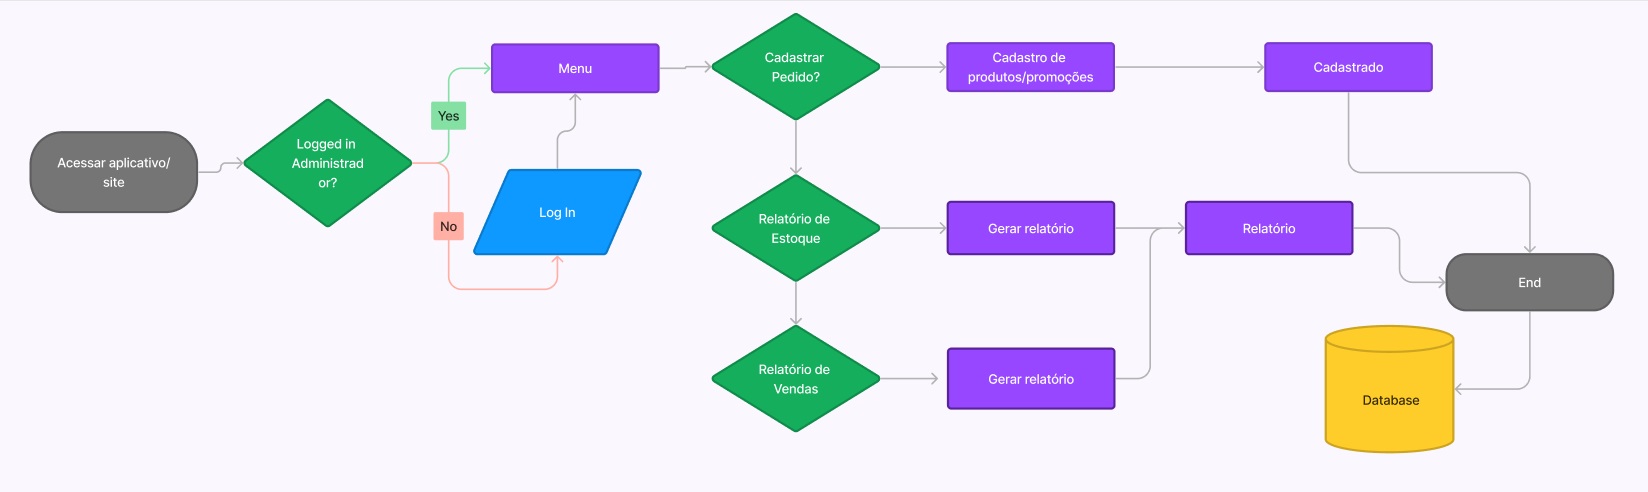 Acessar aplicativo/
site
Logged in
Administrad
or?
Yes
No
Menu
Log In
Cadastrar
Pedido?
Cadastro de
produtos/promoções
Cadastrado
Relatório de
Estoque
Gerar relatório
Relatório
End
Relatório de
Vendas
Gerar relatório
Database